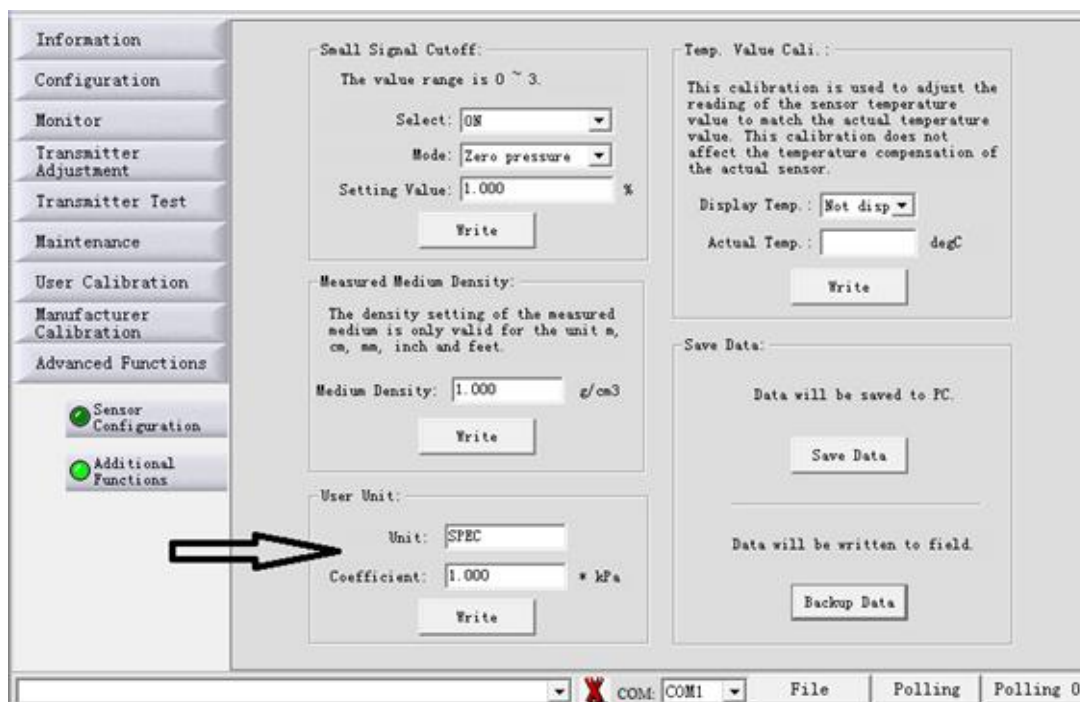 Information
Configuration
Monitor
Transmitter
Adjustment
Transmitter Test
Maintenance
User Calibration
Manufacturer
Calibration
Advanced Functions
Sensor
Configuration
Additional
Functions
Small Signal Cutoff:
The value range is 0 ~ 3.
Select: ON
Mode: Zero pressure
Setting Value: 1.000 %
Write
Measured Medium Density:
The density setting of the measured
medium is only valid for the unit m,
cm, mm, inch and feet.
Medium Density: 1.000 g/cm3
Write
User Unit:
Unit: SPEC
Coefficient: 1.000 * kPa
Write
Temp. Value Cali.:
This calibration is used to adjust the
reading of the sensor temperature
value to match the actual temperature
value. This calibration does not
affect the temperature compensation of
the actual sensor.
Display Temp.: Not disp
Actual Temp.: degC
Write
Save Data:
Data will be saved to PC.
Save Data
Data will be written to field.
Backup Data
COM: COM1 File Polling Polling 0